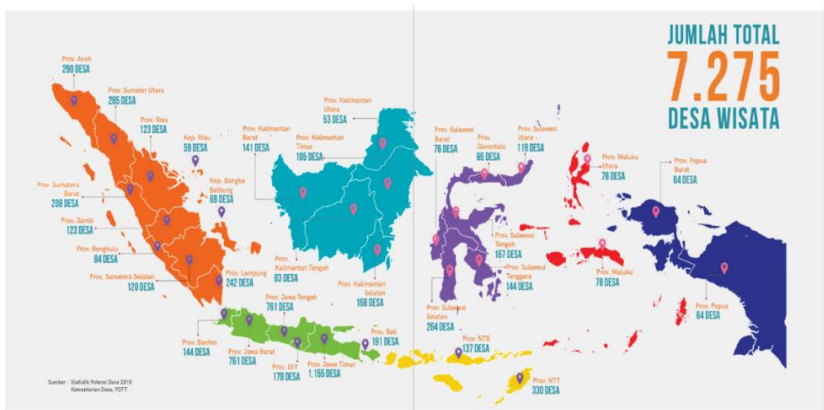 JUMLAH TOTAL
7.275
DESA WISATA
Prov. Aceh
290 DESA
Prov. Sumater Utara
285 DESA
Prov. Riau
123 DESA
Kep. Riau
59 DESA
Prov. Sumatera
Barat
208 DESA
Kep. Bangka
Belitung
68 DESA
Prov. Jambi
123 DESA
Prov. Bengkulu
84 DESA
Prov. Sumatera Selatan
120 DESA
Prov. Lampung
242 DESA
Prov. Kalimantan
Barat
141 DESA
Prov. Kalimantan
Utara
53 DESA
Prov. Kalimantan
Timur
105 DESA
Prov.
Kalimantan Tengah
83 DESA
Prov. Kalimantan
Selatan
168 DESA
Prov. Sulawesi
Barat
76 DESA
Prov.
Gorontalo
65 DESA
Prov. Sulawesi
Utara
119 DESA
Prov. Sulawesi
Tengah
167 DESA
Prov. Sulawesi
Tenggara
144 DESA
Prov. Sulawesi
Selatan
264 DESA
Prov. Maluku
Utara
78 DESA
Prov. Maluku
78 DESA
Prov. Papua
Barat
64 DESA
Prov. Papua
64 DESA
Prov. Banten
144 DESA
Prov. Jawa Barat
761 DESA
Prov. Jawa Tengah
761 DESA
Prov. DIY
178 DESA
Prov. Jawa Timur
1.155 DESA
Prov. Bali
191 DESA
Prov. NTB
137 DESA
Prov. NTT
330 DESA
Sumber : Statistik Potensi Desa 2018
Kementerian Desa, PDTT